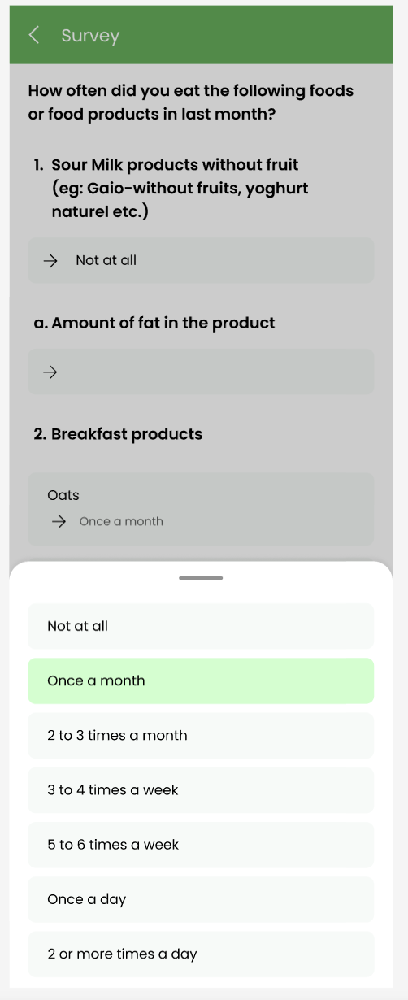 Survey
How often did you eat the following foods
or food products in last month?
1. Sour Milk products without fruit
(eg: Gaio-without fruits, yoghurt
naturel etc.)
Not at all
a. Amount of fat in the product
2. Breakfast products
Oats
Once a month
Not at all
Once a month
2 to 3 times a month
3 to 4 times a week
5 to 6 times a week
Once a day
2 or more times a day